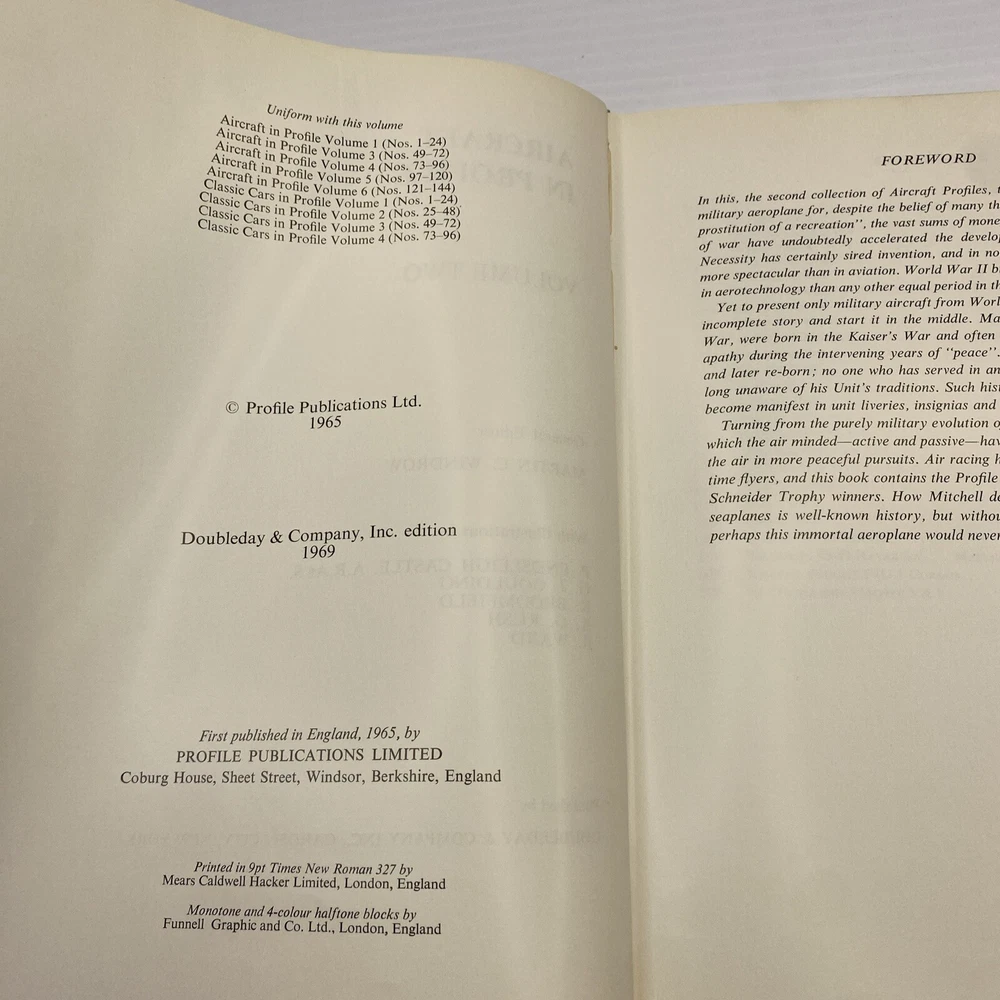 Uniform with this volume
Aircraft in Profile Volume 1 (Nos. 1–24)
Aircraft in Profile Volume 3 (Nos. 49–72)
Aircraft in Profile Volume 4 (Nos. 73–96)
Aircraft in Profile Volume 5 (Nos. 97–120)
Aircraft in Profile Volume 6 (Nos. 121–144)
Classic Cars in Profile Volume 1 (Nos. 1–24)
Classic Cars in Profile Volume 2 (Nos. 25–48)
Classic Cars in Profile Volume 3 (Nos. 49–72)
Classic Cars in Profile Volume 4 (Nos. 73–96)
© Profile Publications Ltd.
1965
Doubleday & Company, Inc. edition
1969
First published in England, 1965, by
PROFILE PUBLICATIONS LIMITED
Coburg House, Sheet Street, Windsor, Berkshire, England
Printed in 9pt Times New Roman 327 by
Mears Caldwell Hacker Limited, London, England
Monotone and 4-colour halftone blocks by
Funnell Graphic and Co. Ltd., London, England
FOREWORD
In this, the second collection of Aircraft Profiles,
military aeroplane for, despite the belief of many
prostitution of a recreation", the vast sums of
of war have undoubtedly accelerated the
Necessity has certainly sired invention, and in
more spectacular than in aviation. World War II
in aerotechnology than any other equal period in
Yet to present only military aircraft from
incomplete story and start it in the middle.
War, were born in the Kaiser's War and often
apathy during the intervening years of "peace".
and later re-born; no one who has served in
long unaware of his Unit's traditions. Such
become manifest in unit liveries, insignias and
Turning from the purely military evolution
which the air minded—active and passive—
the air in more peaceful pursuits. Air racing
time flyers, and this book contains the Profile
Schneider Trophy winners. How Mitchell
seaplanes is well-known history, but
perhaps this immortal aeroplane would never